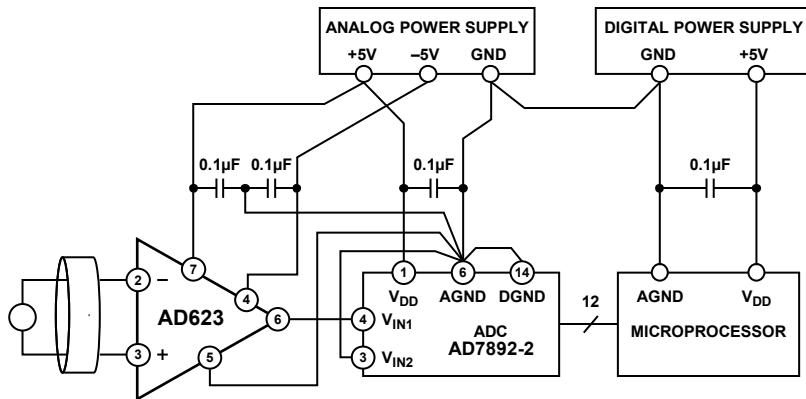 ANALOG POWER SUPPLY
+5V –5V GND
DIGITAL POWER SUPPLY
GND +5V
0.1µF 0.1µF 0.1µF 0.1µF
7 4 2 – AD623 6 3 + 5
1 6 14
V_DD AGND DGND
4 V_IN1
ADC
AD7892-2
3 V_IN2
12
AGND V_DD
MICROPROCESSOR